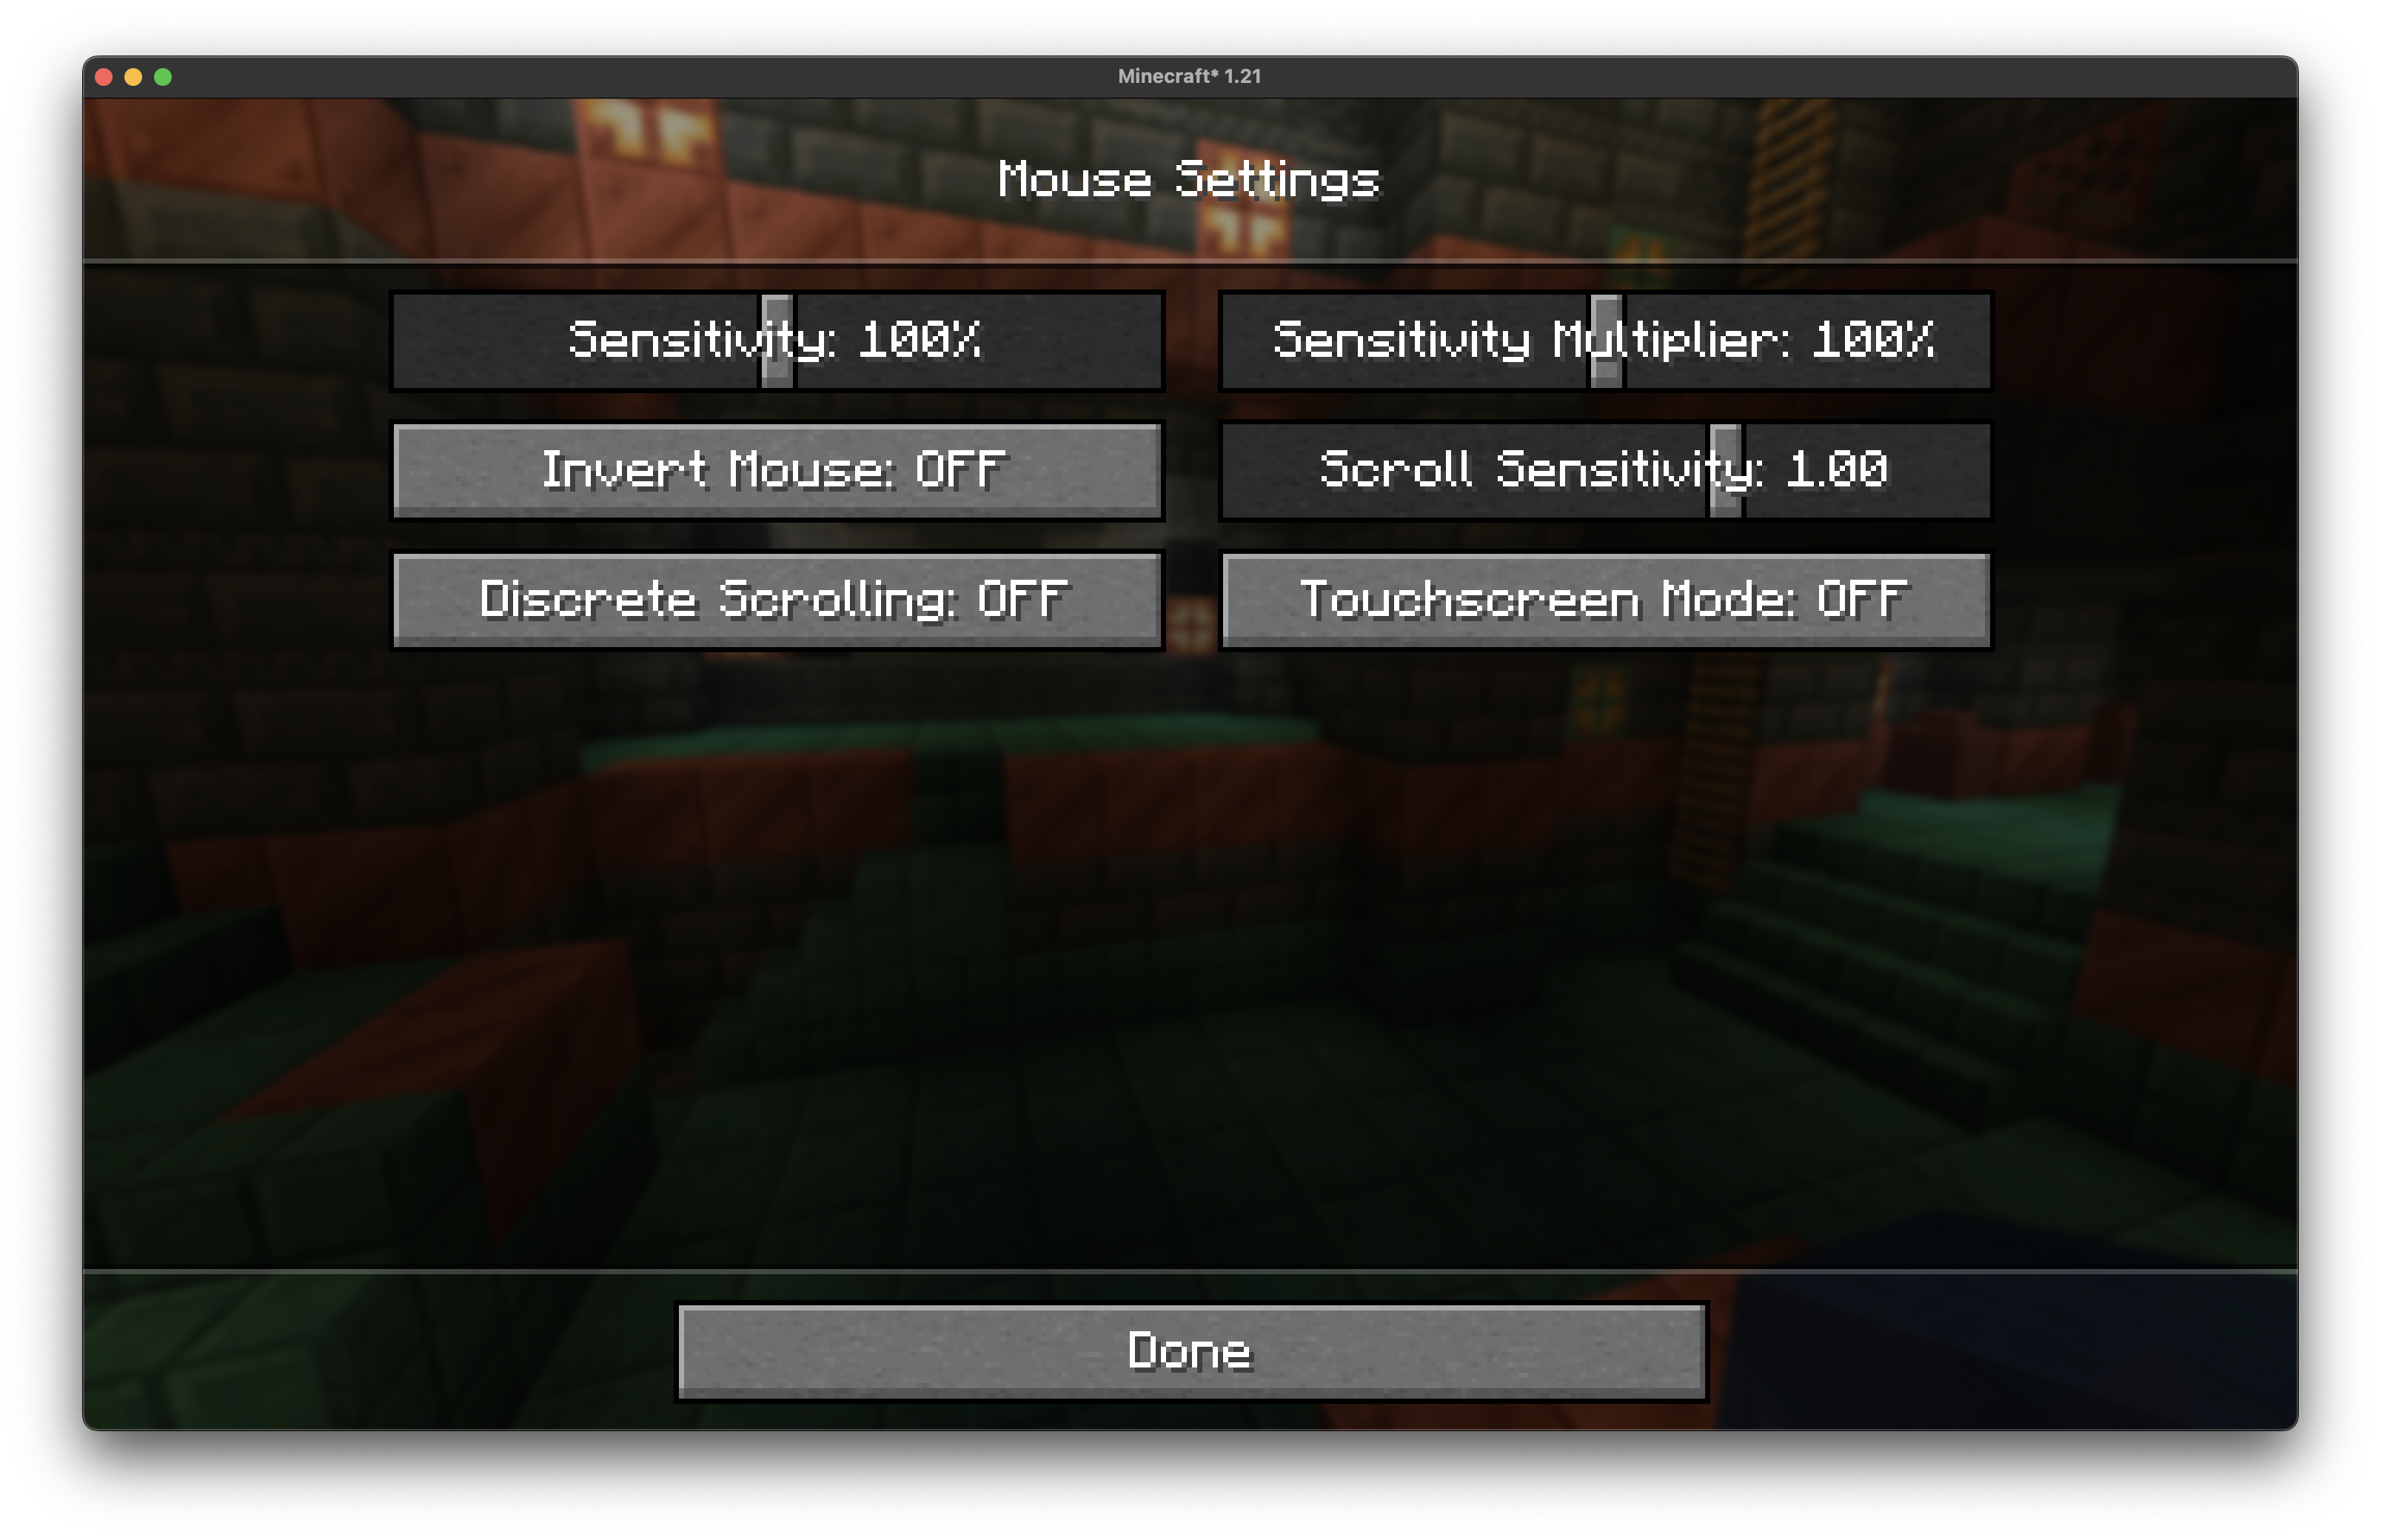 Minecraft* 1.21
Mouse Settings
Sensitivity: 100%
Sensitivity Multiplier: 100%
Invert Mouse: OFF
Scroll Sensitivity: 1.00
Discrete Scrolling: OFF
Touchscreen Mode: OFF
Done